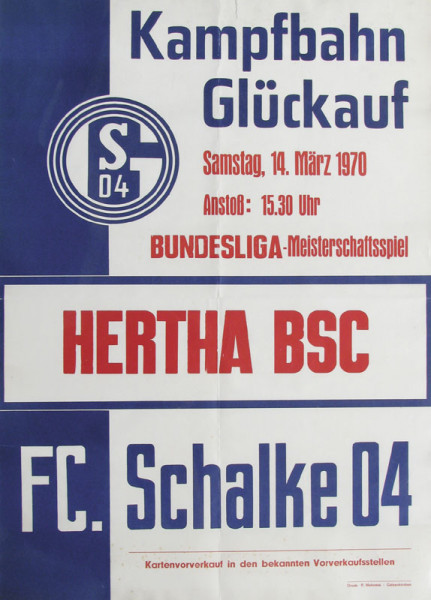 Kampfbahn
Glückauf
S
04
Samstag, 14. März 1970
Anstoß: 15.30 Uhr
BUNDESLIGA-Meisterschaftsspiel
HERTHA BSC
FC. Schalke 04
Kartenvorverkauf in den bekannten Vorverkaufsstellen